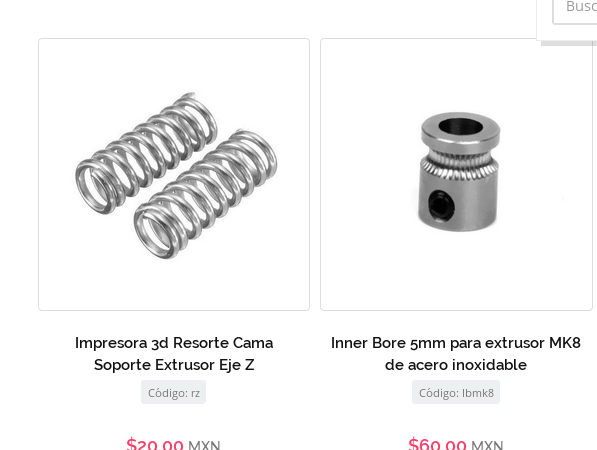 Busc
Impresora 3d Resorte Cama
Soporte Extrusor Eje Z
Código: rz
$20.00 MXN
Inner Bore 5mm para extrusor MK8
de acero inoxidable
Código: lbmk8
$60.00 MXN